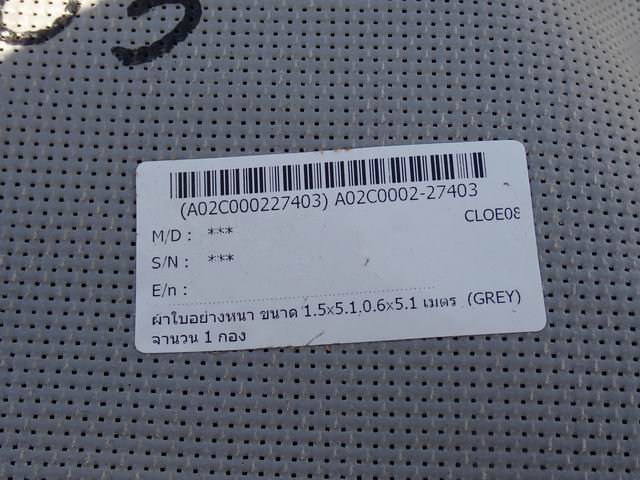 (A02C000227403) A02C0002-27403
CLOE08
M/D : ***
S/N : ***
E/n :
ผ้าใบอย่างหนา ขนาด 1.5x5.1,0.6x5.1 เมตร (GREY)
จำนวน 1 กอง